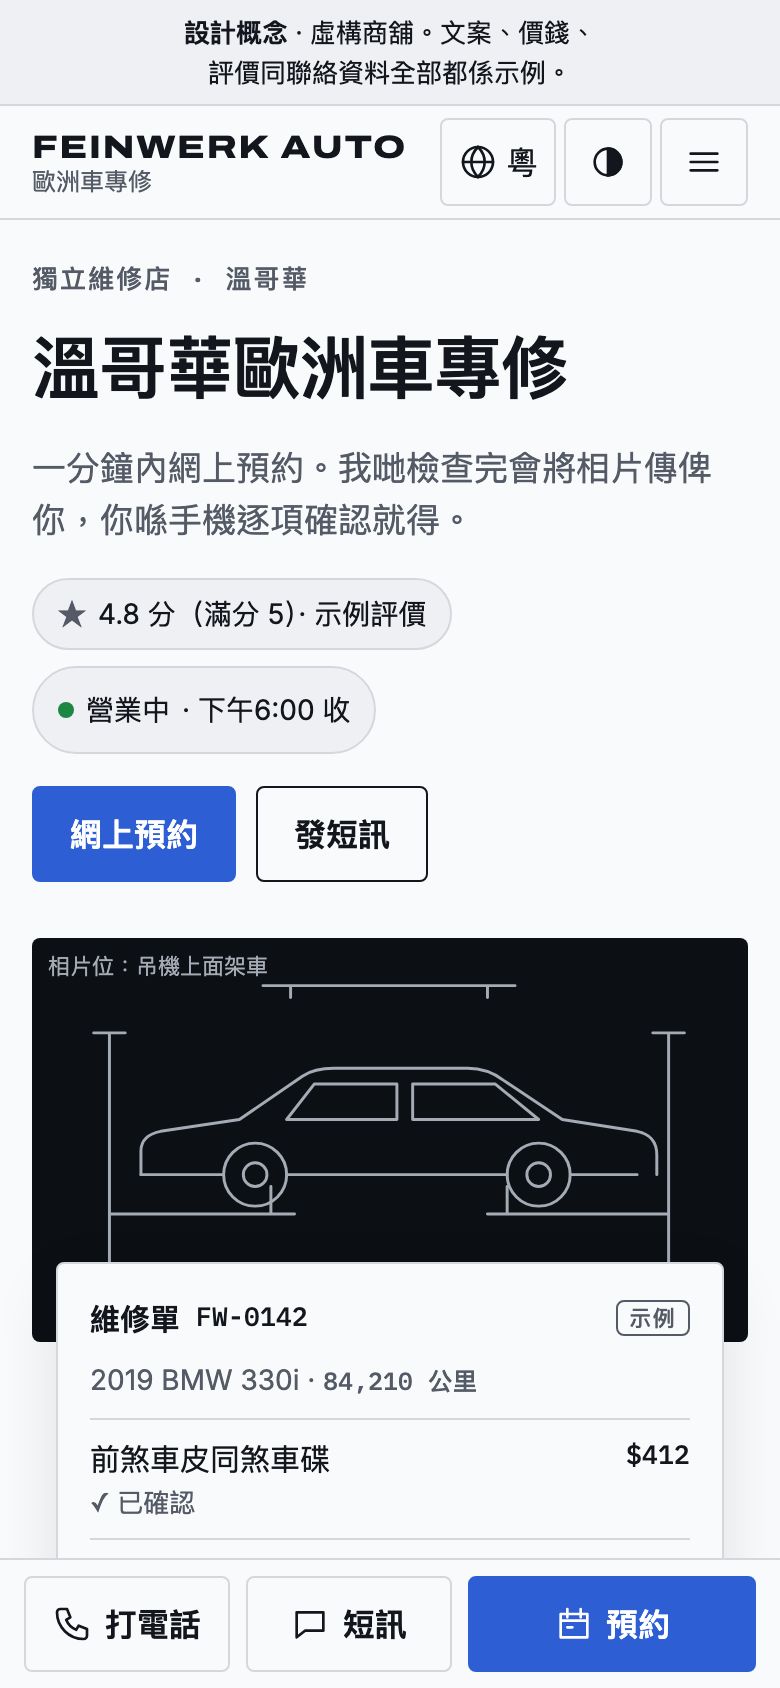 設計概念 · 虛構商舖。文案、價錢、
評價同聯絡資料全部都係示例。
FEINWERK AUTO
歐洲車專修
粵
獨立維修店 · 溫哥華
溫哥華歐洲車專修
一分鐘內網上預約。我哋檢查完會將相片傳俾
你，你喺手機逐項確認就得。
★ 4.8 分（滿分 5）· 示例評價
營業中 · 下午6:00 收
網上預約
發短訊
相片位：吊機上面架車
維修單 FW-0142
示例
2019 BMW 330i · 84,210 公里
前煞車皮同煞車碟
$412
✓ 已確認
打電話
短訊
預約